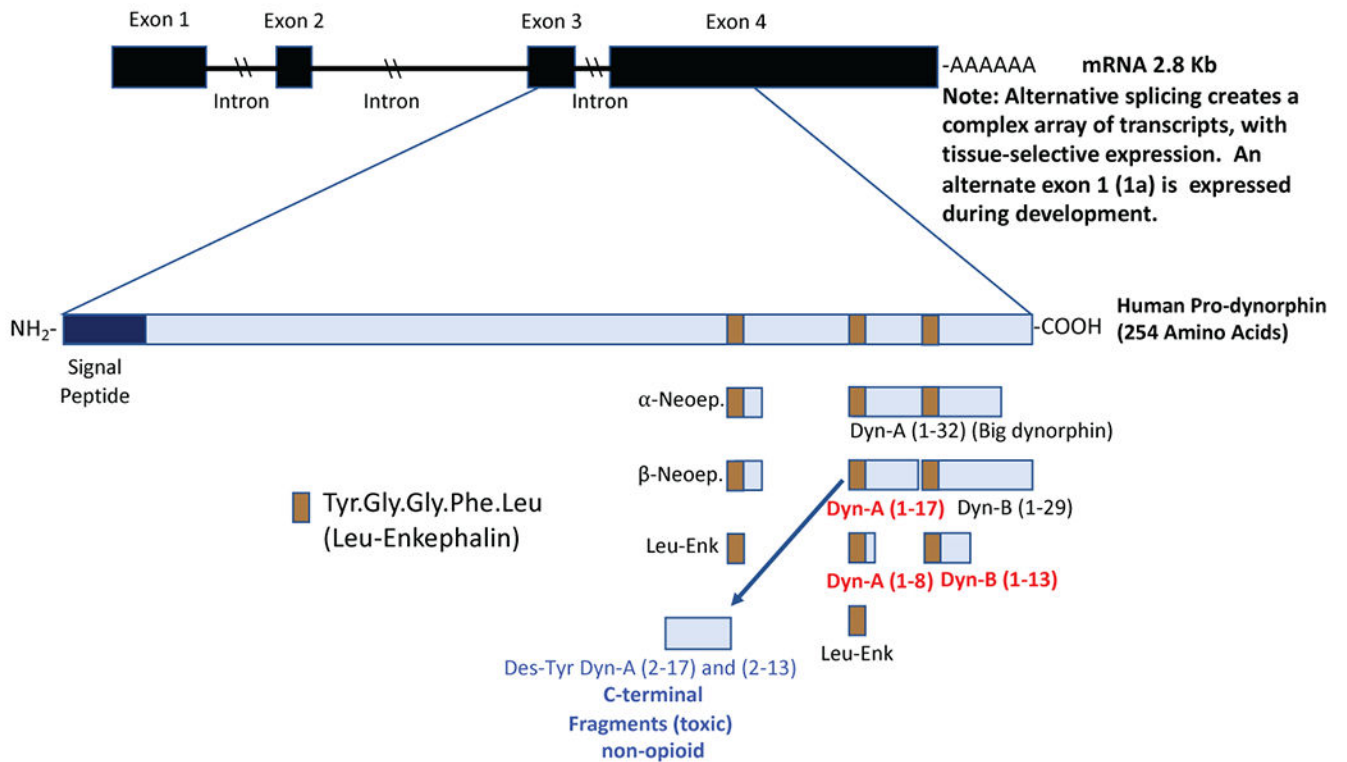 Exon 1
Exon 2
Exon 3
Exon 4
-AAAAAA
mRNA 2.8 Kb
Intron
Intron
Intron
Note: Alternative splicing creates a
complex array of transcripts, with
tissue-selective expression. An
alternate exon 1 (1a) is expressed
during development.
NH2-
-COOH
Human Pro-dynorphin
(254 Amino Acids)
Signal
Peptide
α-Neoep.
Dyn-A (1-32) (Big dynorphin)
β-Neoep.
Dyn-A (1-17)
Dyn-B (1-29)
Tyr.Gly.Gly.Phe.Leu
(Leu-Enkephalin)
Leu-Enk
Dyn-A (1-8)
Dyn-B (1-13)
Leu-Enk
Des-Tyr Dyn-A (2-17) and (2-13)
C-terminal
Fragments (toxic)
non-opioid